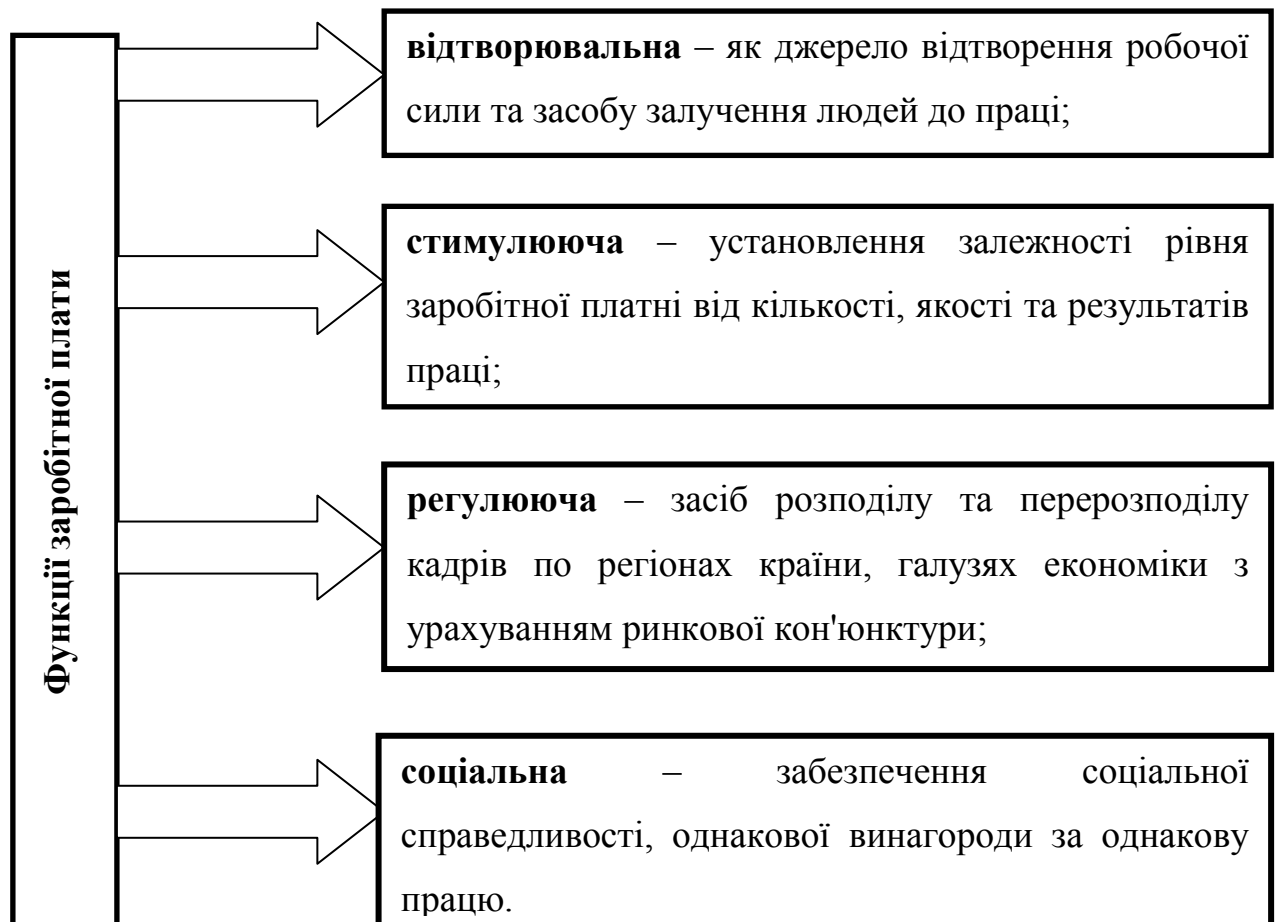 Функції заробітної плати
відтворювальна – як джерело відтворення робочої
сили та засобу залучення людей до праці;
стимулююча – установлення залежності рівня
заробітної платні від кількості, якості та результатів
праці;
регулююча – засіб розподілу та перерозподілу
кадрів по регіонах країни, галузях економіки з
урахуванням ринкової кон'юнктури;
соціальна – забезпечення соціальної
справедливості, однакової винагороди за однакову
працю.